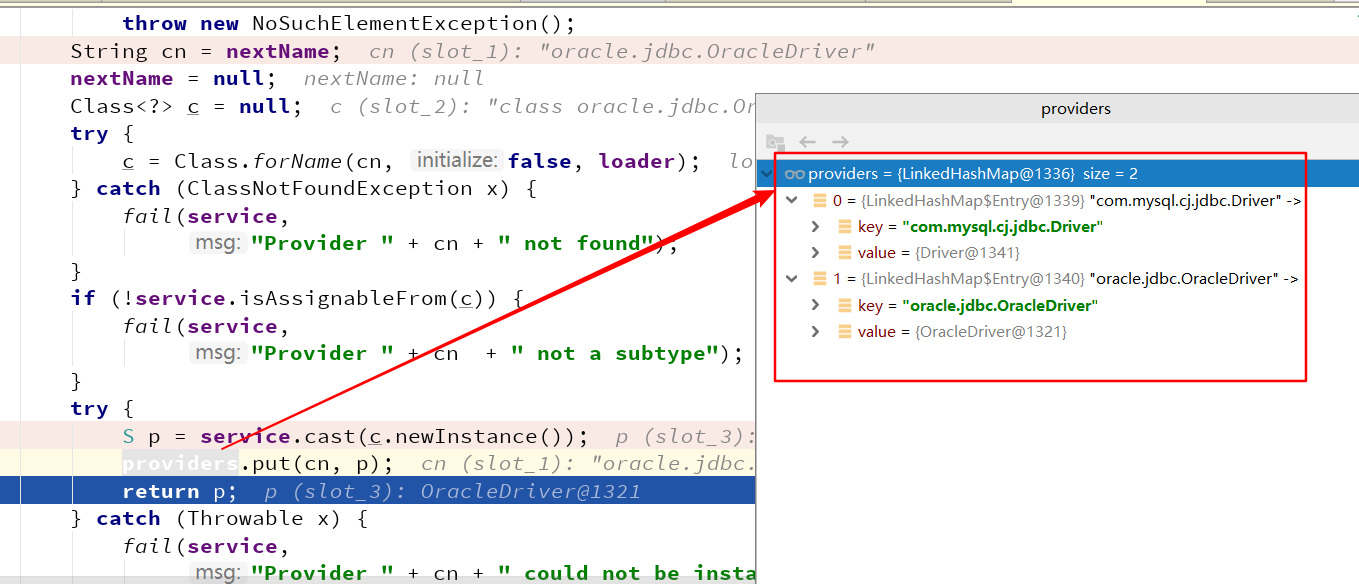 throw new NoSuchElementException();
String cn = nextName; cn (slot_1): "oracle.jdbc.OracleDriver"
nextName = null; nextName: null
Class<?> c = null; c (slot_2): "class oracle.jdbc.Or
try {
c = Class.forName(cn, initialize: false, loader); lo
} catch (ClassNotFoundException x) {
fail(service,
msg: "Provider " + cn + " not found");
}
if (!service.isAssignableFrom(c)) {
fail(service,
msg: "Provider " + cn + " not a subtype");
}
try {
S p = service.cast(c.newInstance()); p (slot_3):
providers.put(cn, p); cn (slot_1): "oracle.jdbc.
return p; p (slot_3): OracleDriver@1321
} catch (Throwable x) {
fail(service,
msg: "Provider " + cn + " could not be insta
providers
providers = {LinkedHashMap@1336} size = 2
0 = {LinkedHashMap$Entry@1339} "com.mysql.cj.jdbc.Driver" ->
key = "com.mysql.cj.jdbc.Driver"
value = {Driver@1341}
1 = {LinkedHashMap$Entry@1340} "oracle.jdbc.OracleDriver" ->
key = "oracle.jdbc.OracleDriver"
value = {OracleDriver@1321}